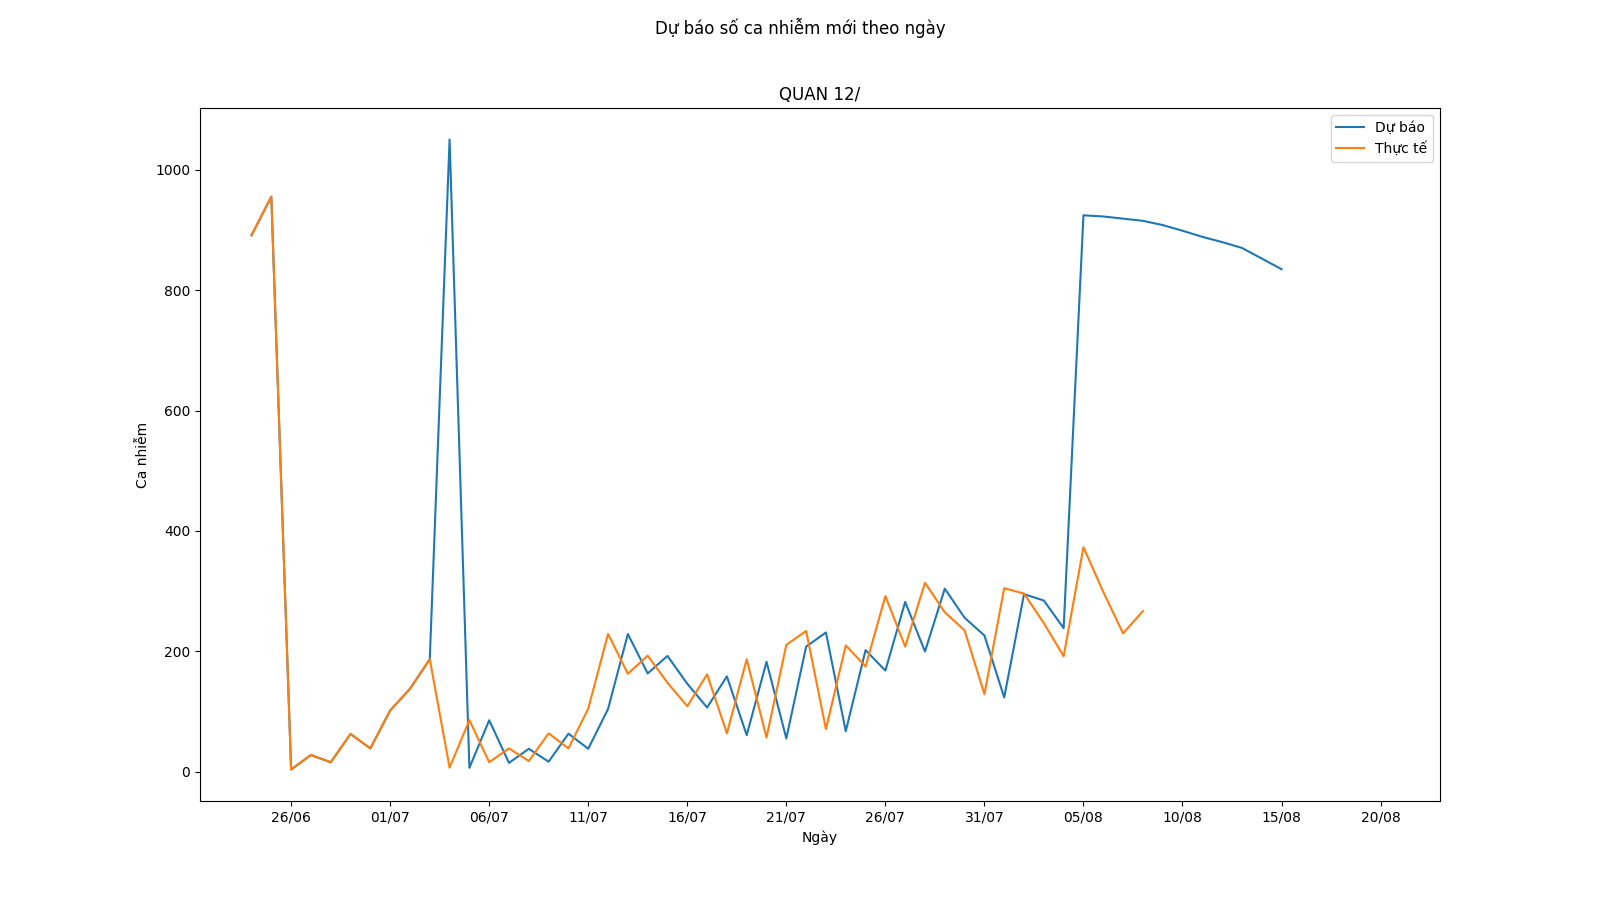 Dự báo số ca nhiễm mới theo ngày
QUAN 12/
Dự báo
Thực tế
1000
800
600
400
200
0
Ca nhiễm
26/06 01/07 06/07 11/07 16/07 21/07 26/07 31/07 05/08 10/08 15/08 20/08
Ngày